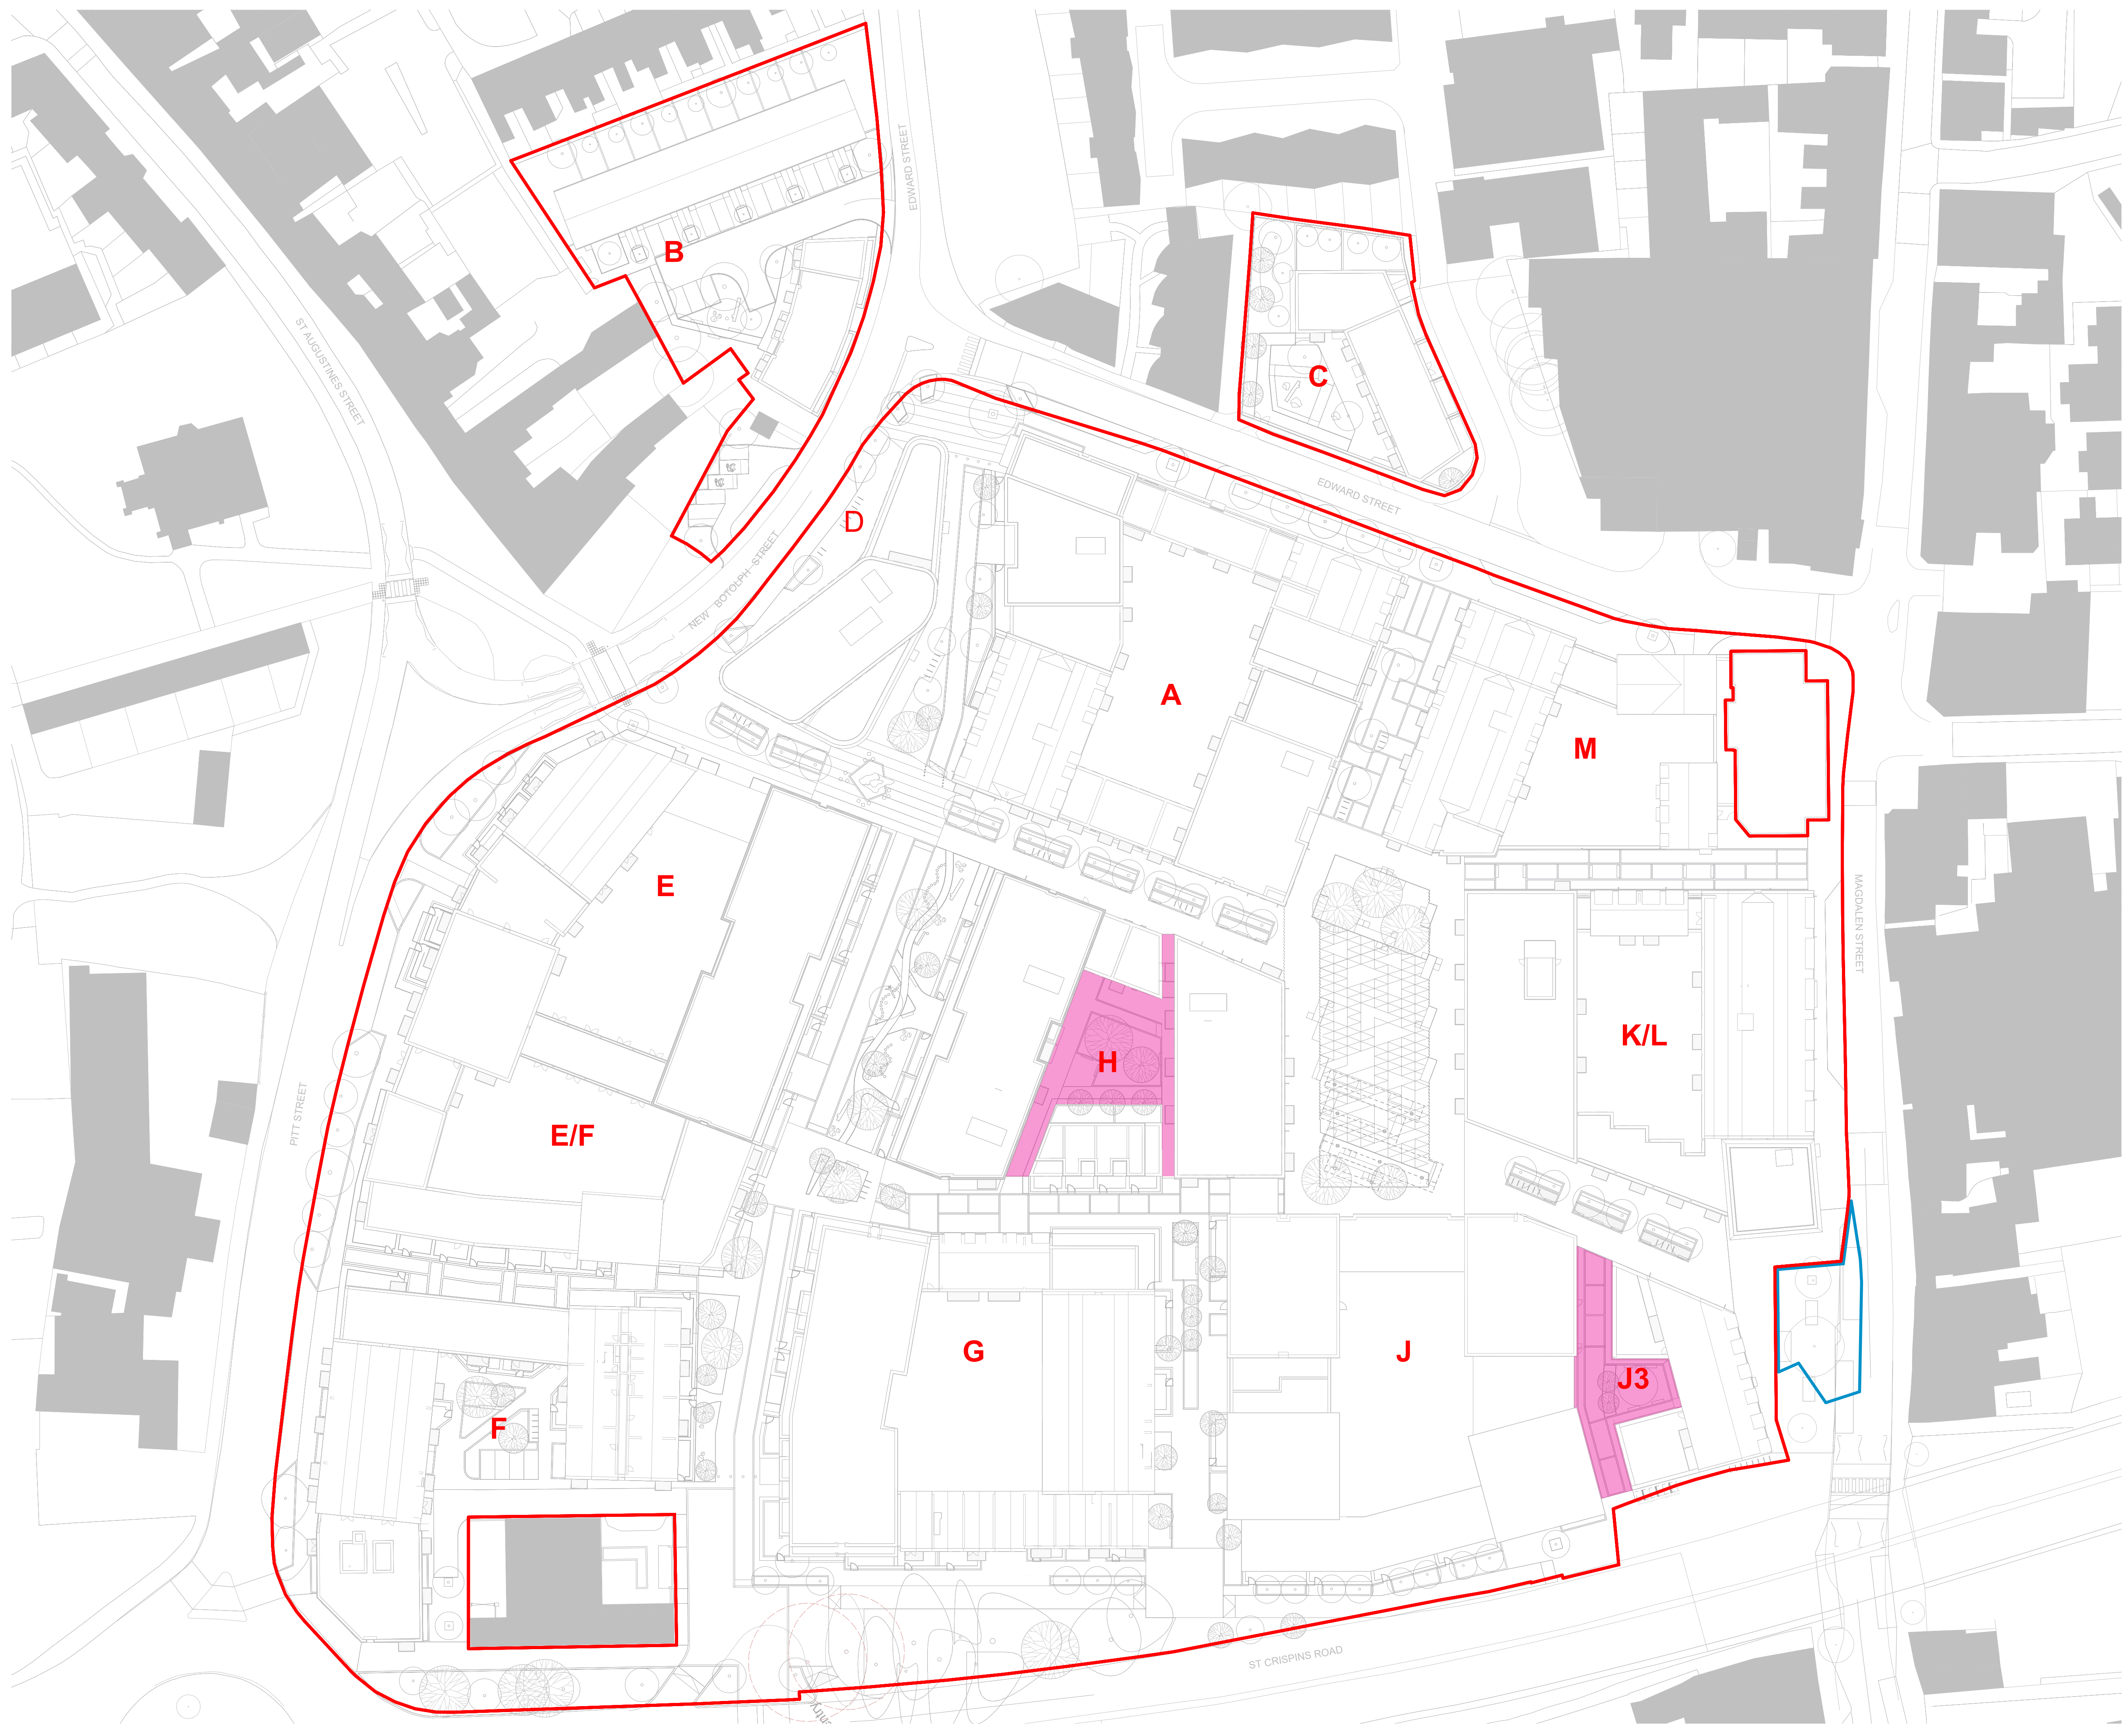 EDWARD STREET
B
ST AUGUSTINES STREET
C
EDWARD STREET
D
NEW BOTOLPH STREET
A
M
E
MAGDALEN STREET
K/L
H
PITT STREET
E/F
G
J
J3
F
ST CRISPINS ROAD